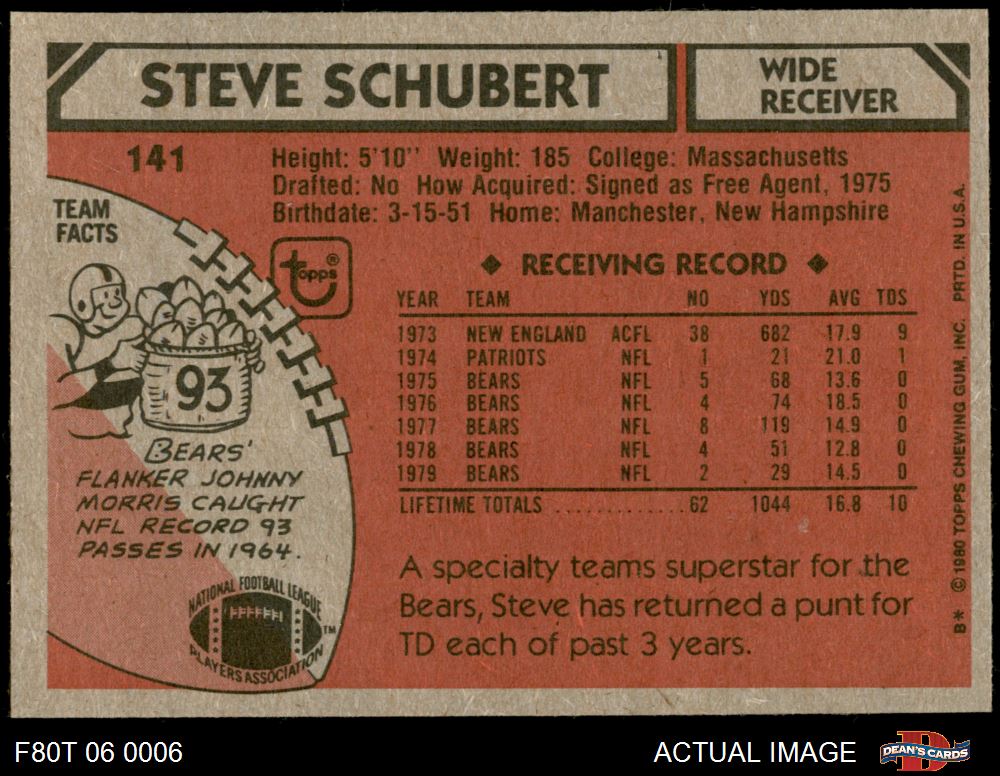 STEVE SCHUBERT
WIDE
RECEIVER
141
Height: 5'10'' Weight: 185 College: Massachusetts
Drafted: No How Acquired: Signed as Free Agent, 1975
Birthdate: 3-15-51 Home: Manchester, New Hampshire
TEAM
FACTS
93
BEARS'
FLANKER JOHNNY
MORRIS CAUGHT
NFL RECORD 93
PASSES IN 1964.
NATIONAL FOOTBALL LEAGUE
PLAYERS ASSOCIATION
TM
topps®
◆ RECEIVING RECORD ◆
YEAR TEAM NO YDS AVG TDS
1973 NEW ENGLAND ACFL 38 682 17.9 9
1974 PATRIOTS NFL 1 21 21.0 1
1975 BEARS NFL 5 68 13.6 0
1976 BEARS NFL 4 74 18.5 0
1977 BEARS NFL 8 119 14.9 0
1978 BEARS NFL 4 51 12.8 0
1979 BEARS NFL 2 29 14.5 0
LIFETIME TOTALS ............ 62 1044 16.8 10
A specialty teams superstar for the
Bears, Steve has returned a punt for
TD each of past 3 years.
B* © 1980 TOPPS CHEWING GUM, INC. PRTD. IN U.S.A.
F80T 06 0006
ACTUAL IMAGE
DEAN'S CARDS